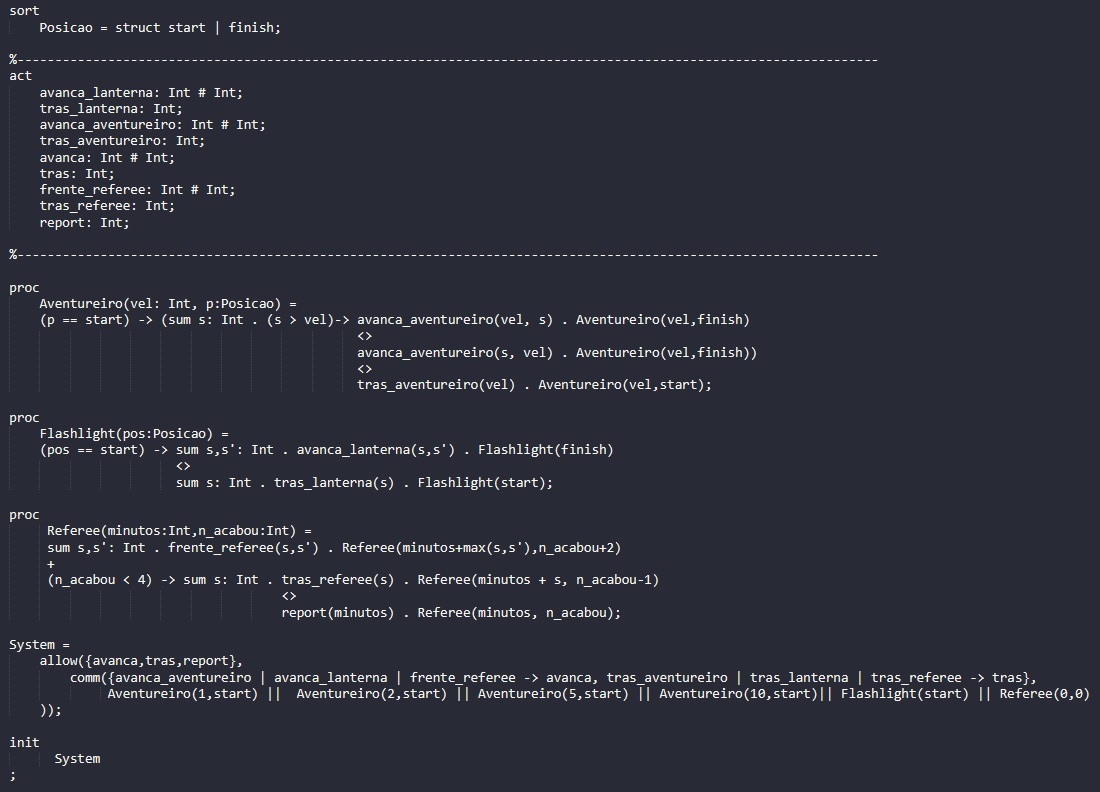 sort
    Posicao = struct start | finish;

%-------------------------------------------------------------------------------------------------------------------
act
    avanca_lanterna: Int # Int;
    tras_lanterna: Int;
    avanca_aventureiro: Int # Int;
    tras_aventureiro: Int;
    avanca: Int # Int;
    tras: Int;
    frente_referee: Int # Int;
    tras_referee: Int;
    report: Int;

%-------------------------------------------------------------------------------------------------------------------

proc
    Aventureiro(vel: Int, p:Posicao) =
    (p == start) -> (sum s: Int . (s > vel)-> avanca_aventureiro(vel, s) . Aventureiro(vel,finish)
                                              <>
                                              avanca_aventureiro(s, vel) . Aventureiro(vel,finish))
                                              <>
                                              tras_aventureiro(vel) . Aventureiro(vel,start);

proc
    Flashlight(pos:Posicao) =
    (pos == start) -> sum s,s': Int . avanca_lanterna(s,s') . Flashlight(finish)
                      <>
                      sum s: Int . tras_lanterna(s) . Flashlight(start);

proc
     Referee(minutos:Int,n_acabou:Int) =
     sum s,s': Int . frente_referee(s,s') . Referee(minutos+max(s,s'),n_acabou+2)
     +
     (n_acabou < 4) -> sum s: Int . tras_referee(s) . Referee(minutos + s, n_acabou-1)
                                    <>
                                    report(minutos) . Referee(minutos, n_acabou);

System =
    allow({avanca,tras,report},
        comm({avanca_aventureiro | avanca_lanterna | frente_referee -> avanca, tras_aventureiro | tras_lanterna | tras_referee -> tras},
             Aventureiro(1,start) ||  Aventureiro(2,start) || Aventureiro(5,start) || Aventureiro(10,start)|| Flashlight(start) || Referee(0,0)
    ));

init
      System
;